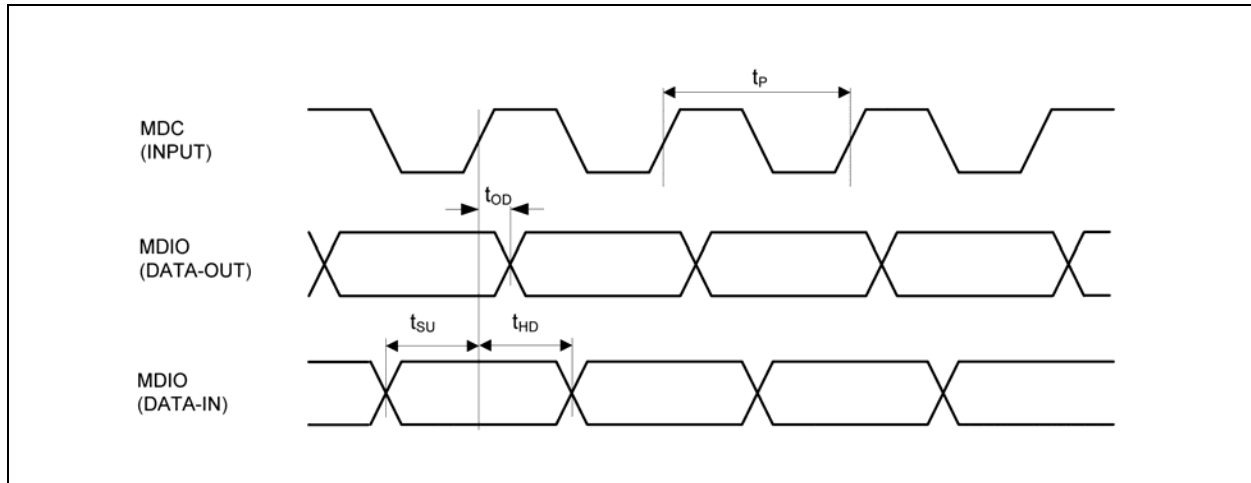 tP
MDC
(INPUT)
tOD
MDIO
(DATA-OUT)
tSU
tHD
MDIO
(DATA-IN)